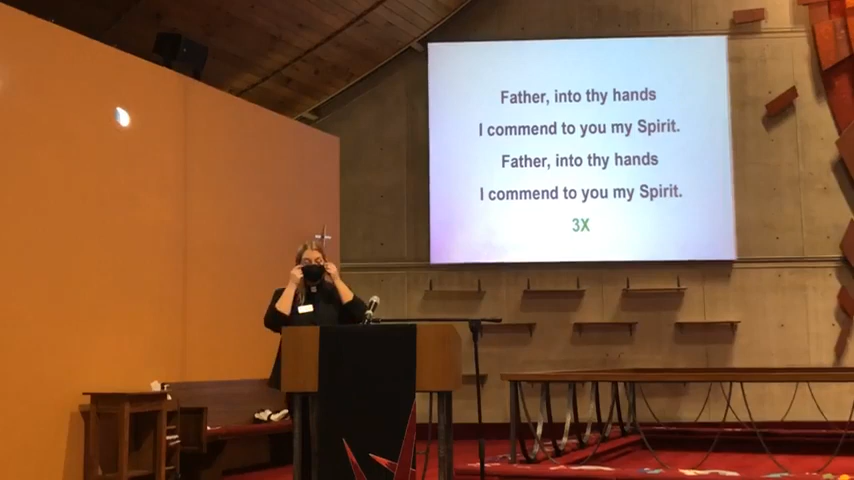 Father, into thy hands
I commend to you my Spirit.
Father, into thy hands
I commend to you my Spirit.
3X